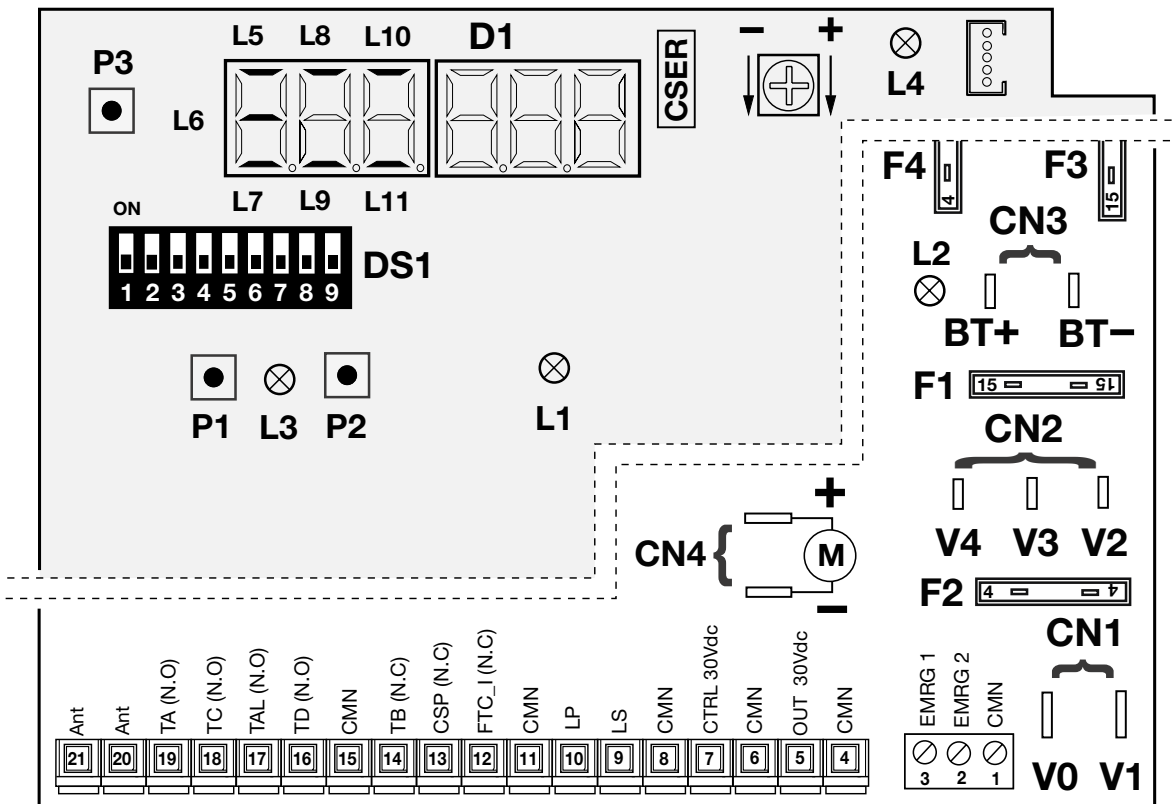 L5 L8 L10 D1 CSER − +
P3
L4
L6
F4 4 F3 15
L7 L9 L11
CN3
ON
L2
DS1
1 2 3 4 5 6 7 8 9
BT+ BT−
F1 15 15
P1 L3 P2 L1
CN2
+
V4 V3 V2
CN4 { M
−
F2 4 4
CN1
Ant Ant TA (N.O) TC (N.O) TAL (N.O) TD (N.O) CMN TB (N.C) CSP (N.C) FTC_I (N.C) CMN LP LS CMN CTRL 30Vdc CMN OUT 30Vdc CMN
EMRG 1 EMRG 2 CMN
21 20 19 18 17 16 15 14 13 12 11 10 9 8 7 6 5 4
3 2 1
V0 V1